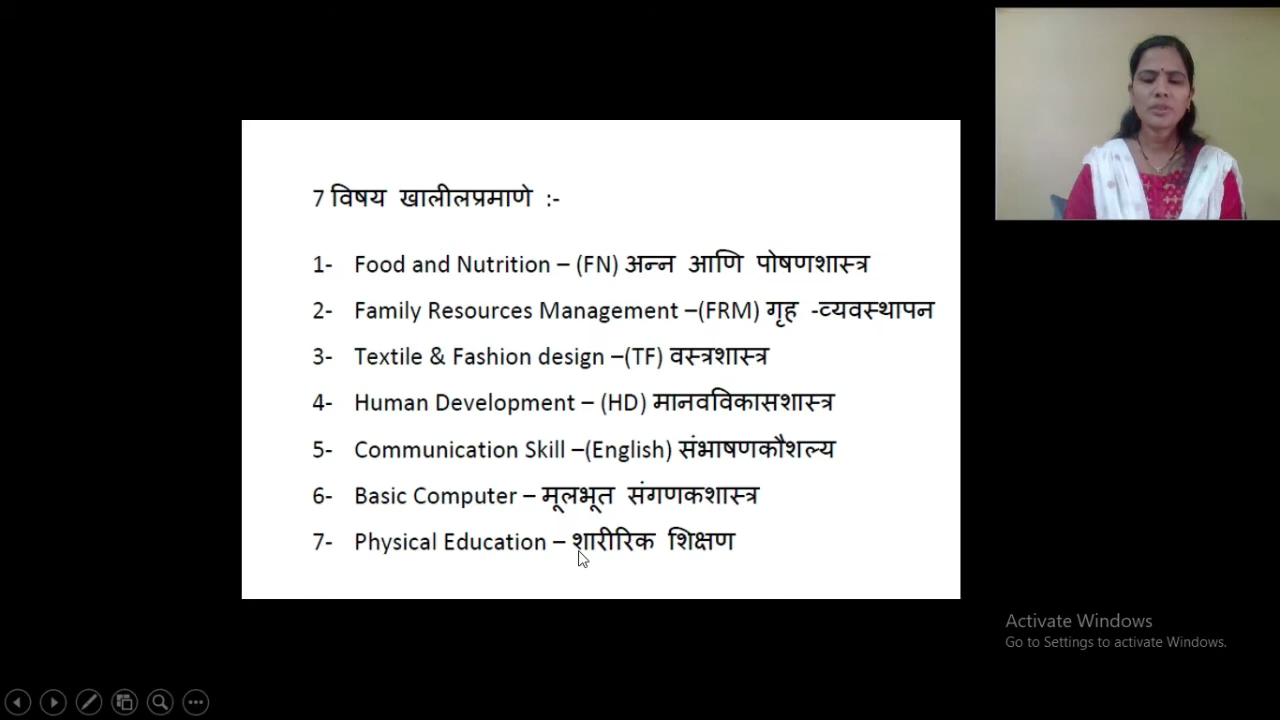 7 विषय खालीलप्रमाणे :-
1- Food and Nutrition – (FN) अन्न आणि पोषणशास्त्र
2- Family Resources Management –(FRM) गृह -व्यवस्थापन
3- Textile & Fashion design –(TF) वस्त्रशास्त्र
4- Human Development – (HD) मानवविकासशास्त्र
5- Communication Skill –(English) संभाषणकौशल्य
6- Basic Computer – मूलभूत संगणकशास्त्र
7- Physical Education – शारीरिक शिक्षण
Activate Windows
Go to Settings to activate Windows.